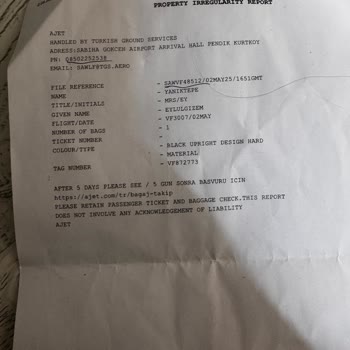 PROPERTY IRREGULARITY REPORT
AJET
HANDLED BY TURKISH GROUND SERVICES
ADRESS:SABIHA GOKCEN AIRPORT ARRIVAL HALL PENDIK KURTKOY
PN: 08502252538
EMAIL: SAWLF@TGS.AERO
FILE REFERENCE - SAWVF48512/02MAY25/1651GMT
NAME - YANIKTEPE
TITLE/INITIALS - MRS/EY
GIVEN NAME - EYLULGIZEM
FLIGHT/DATE - VF3007/02MAY
NUMBER OF BAGS - 1
TICKET NUMBER -
COLOUR/TYPE - BLACK UPRIGHT DESIGN HARD
- MATERIAL
TAG NUMBER - VF872773
AFTER 5 DAYS PLEASE SEE / 5 GUN SONRA BASVURU ICIN
https://ajet.com/tr/bagaj-takip
PLEASE RETAIN PASSENGER TICKET AND BAGGAGE CHECK.THIS REPORT
DOES NOT INVOLVE ANY ACKNOWLEDGEMENT OF LIABILITY
AJET